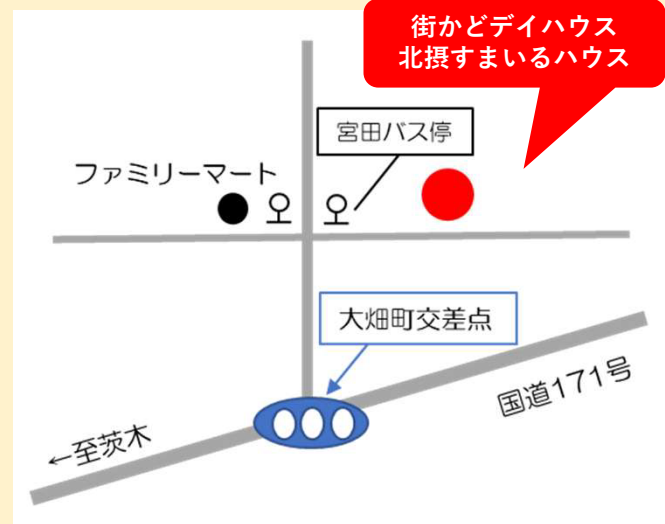 街かどデイハウス
北摂すまいるハウス
宮田バス停
ファミリーマート
大畑町交差点
国道171号
←至茨木